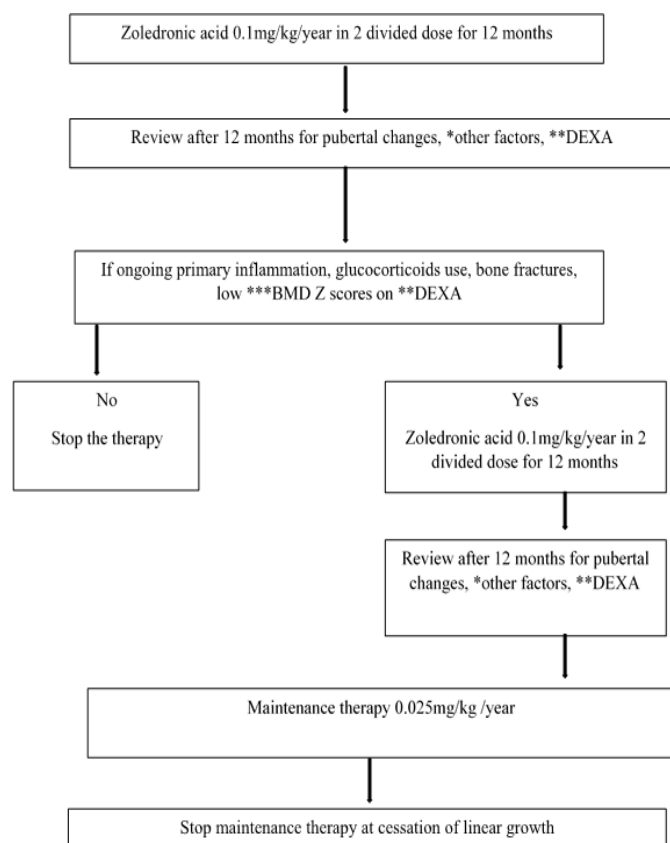 Zoledronic acid 0.1mg/kg/year in 2 divided dose for 12 months
Review after 12 months for pubertal changes, *other factors, **DEXA
If ongoing primary inflammation, glucocorticoids use, bone fractures,
low ***BMD Z scores on **DEXA
No
Stop the therapy
Yes
Zoledronic acid 0.1mg/kg/year in 2
divided dose for 12 months
Review after 12 months for pubertal
changes, *other factors, **DEXA
Maintenance therapy 0.025mg/kg /year
Stop maintenance therapy at cessation of linear growth